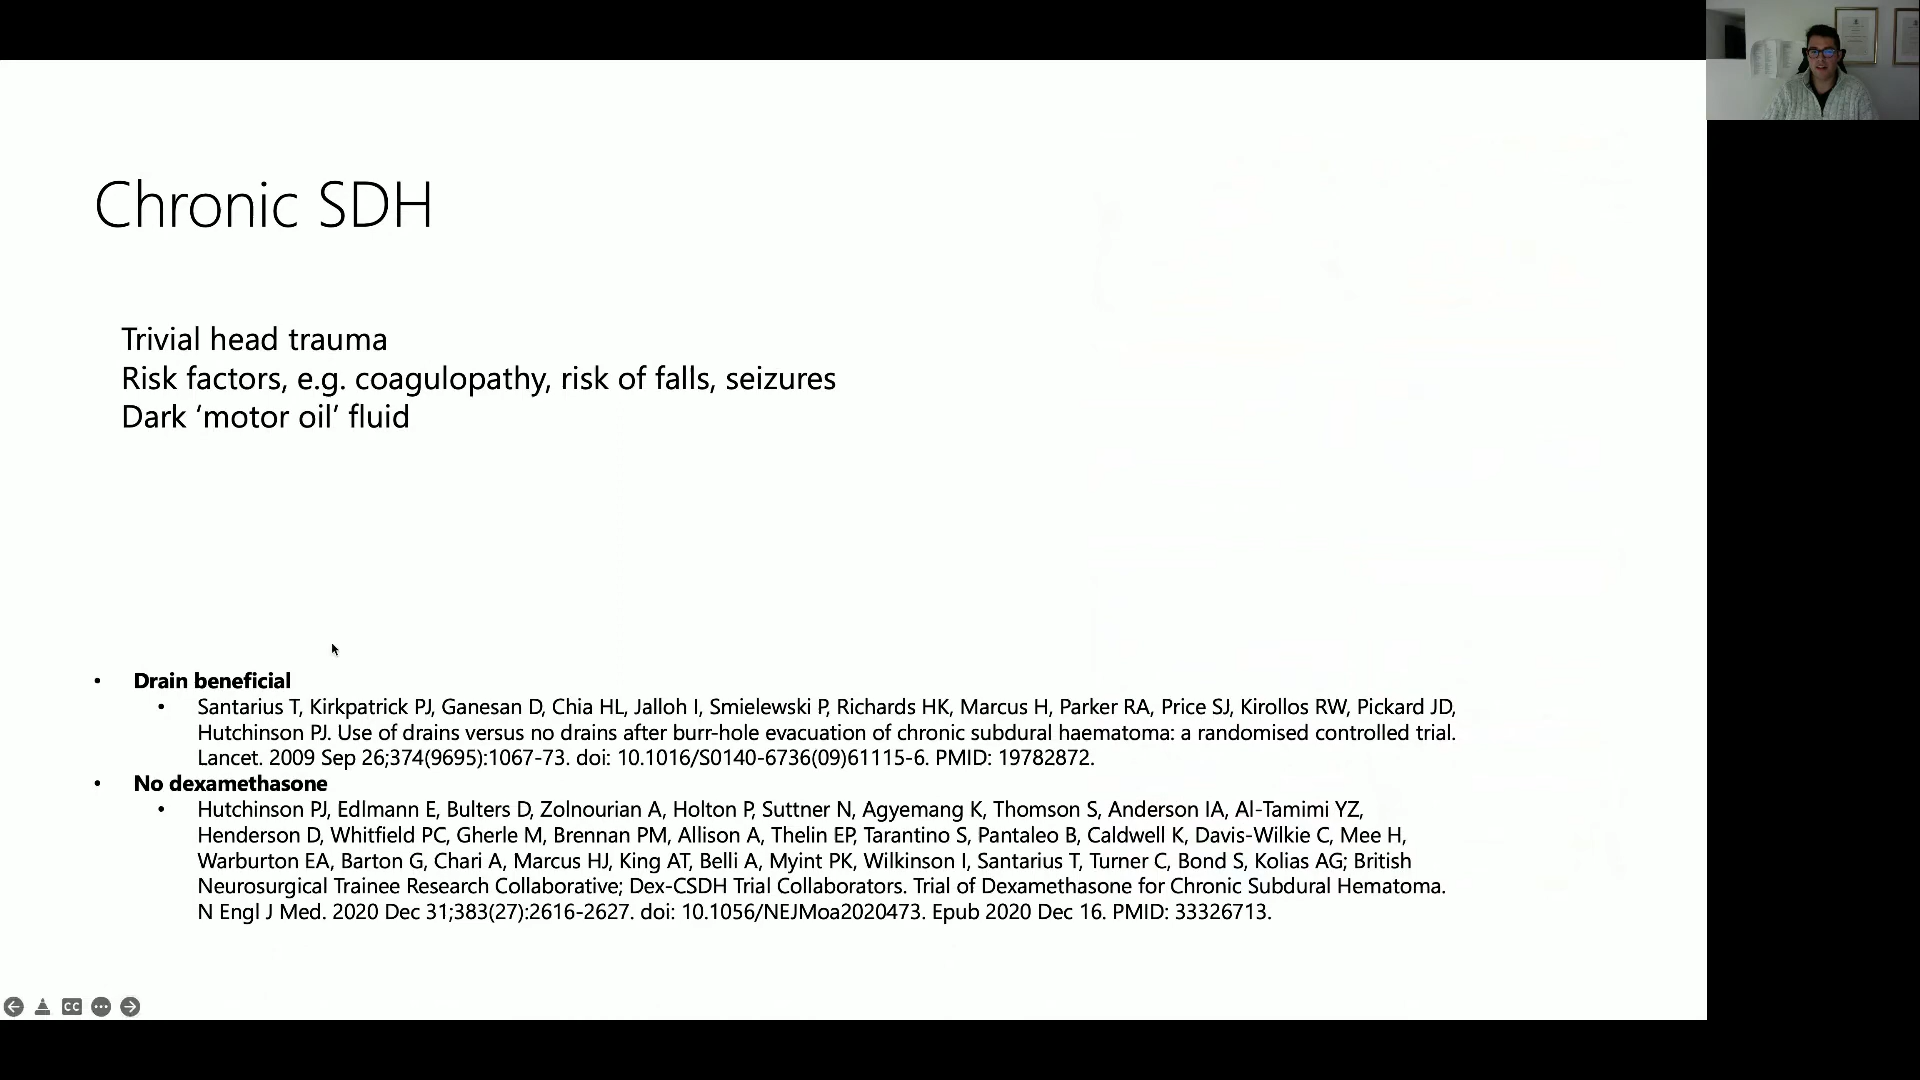 Chronic SDH
Trivial head trauma
Risk factors, e.g. coagulopathy, risk of falls, seizures
Dark ‘motor oil’ fluid
• Drain beneficial
• Santarius T, Kirkpatrick PJ, Ganesan D, Chia HL, Jalloh I, Smielewski P, Richards HK, Marcus H, Parker RA, Price SJ, Kirollos RW, Pickard JD,
Hutchinson PJ. Use of drains versus no drains after burr-hole evacuation of chronic subdural haematoma: a randomised controlled trial.
Lancet. 2009 Sep 26;374(9695):1067-73. doi: 10.1016/S0140-6736(09)61115-6. PMID: 19782872.
• No dexamethasone
• Hutchinson PJ, Edlmann E, Bulters D, Zolnourian A, Holton P, Suttner N, Agyemang K, Thomson S, Anderson IA, Al-Tamimi YZ,
Henderson D, Whitfield PC, Gherle M, Brennan PM, Allison A, Thelin EP, Tarantino S, Pantaleo B, Caldwell K, Davis-Wilkie C, Mee H,
Warburton EA, Barton G, Chari A, Marcus HJ, King AT, Belli A, Myint PK, Wilkinson I, Santarius T, Turner C, Bond S, Kolias AG; British
Neurosurgical Trainee Research Collaborative; Dex-CSDH Trial Collaborators. Trial of Dexamethasone for Chronic Subdural Hematoma.
N Engl J Med. 2020 Dec 31;383(27):2616-2627. doi: 10.1056/NEJMoa2020473. Epub 2020 Dec 16. PMID: 33326713.
CC